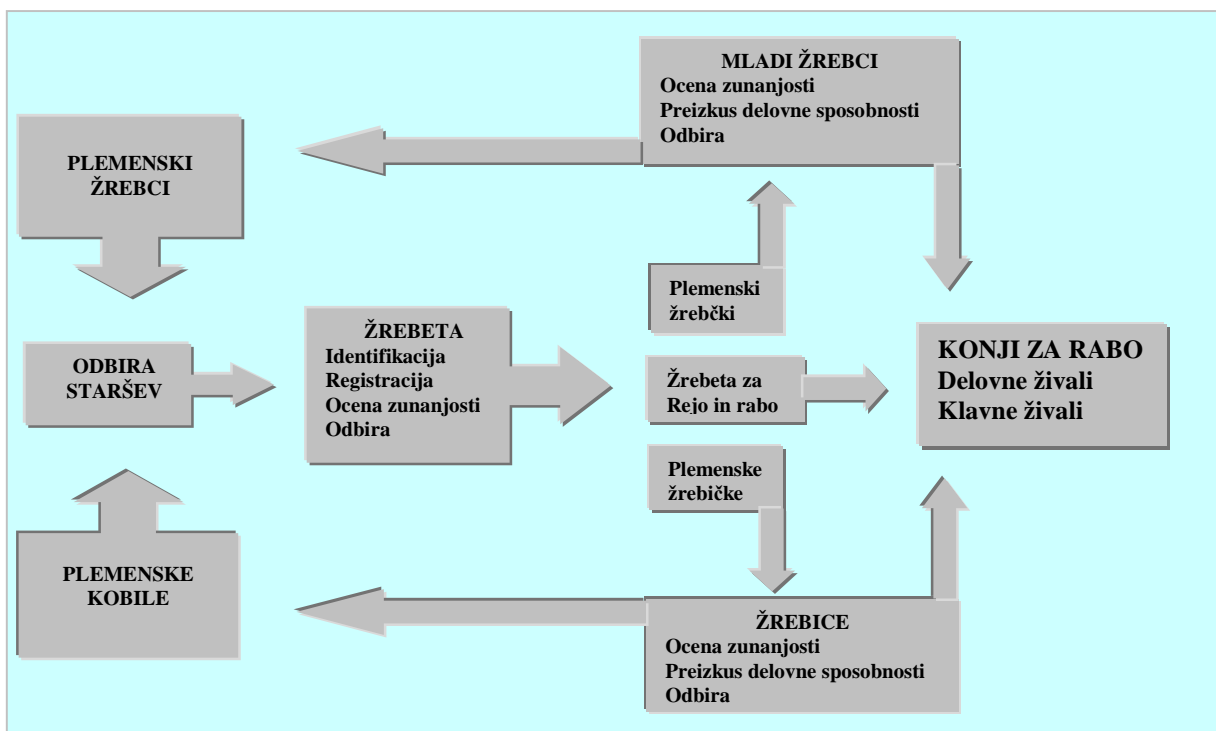 MLADI ŽREBCI
Ocena zunanjosti
Preizkus delovne sposobnosti
Odbira
PLEMENSKI
ŽREBCI
Plemenski
žrebčki
ODBIRA
STARŠEV
ŽREBETA
Identifikacija
Registracija
Ocena zunanjosti
Odbira
Žrebeta za
Rejo in rabo
KONJI ZA RABO
Delovne živali
Klavne živali
Plemenske
žrebičke
PLEMENSKE
KOBILE
ŽREBICE
Ocena zunanjosti
Preizkus delovne sposobnosti
Odbira